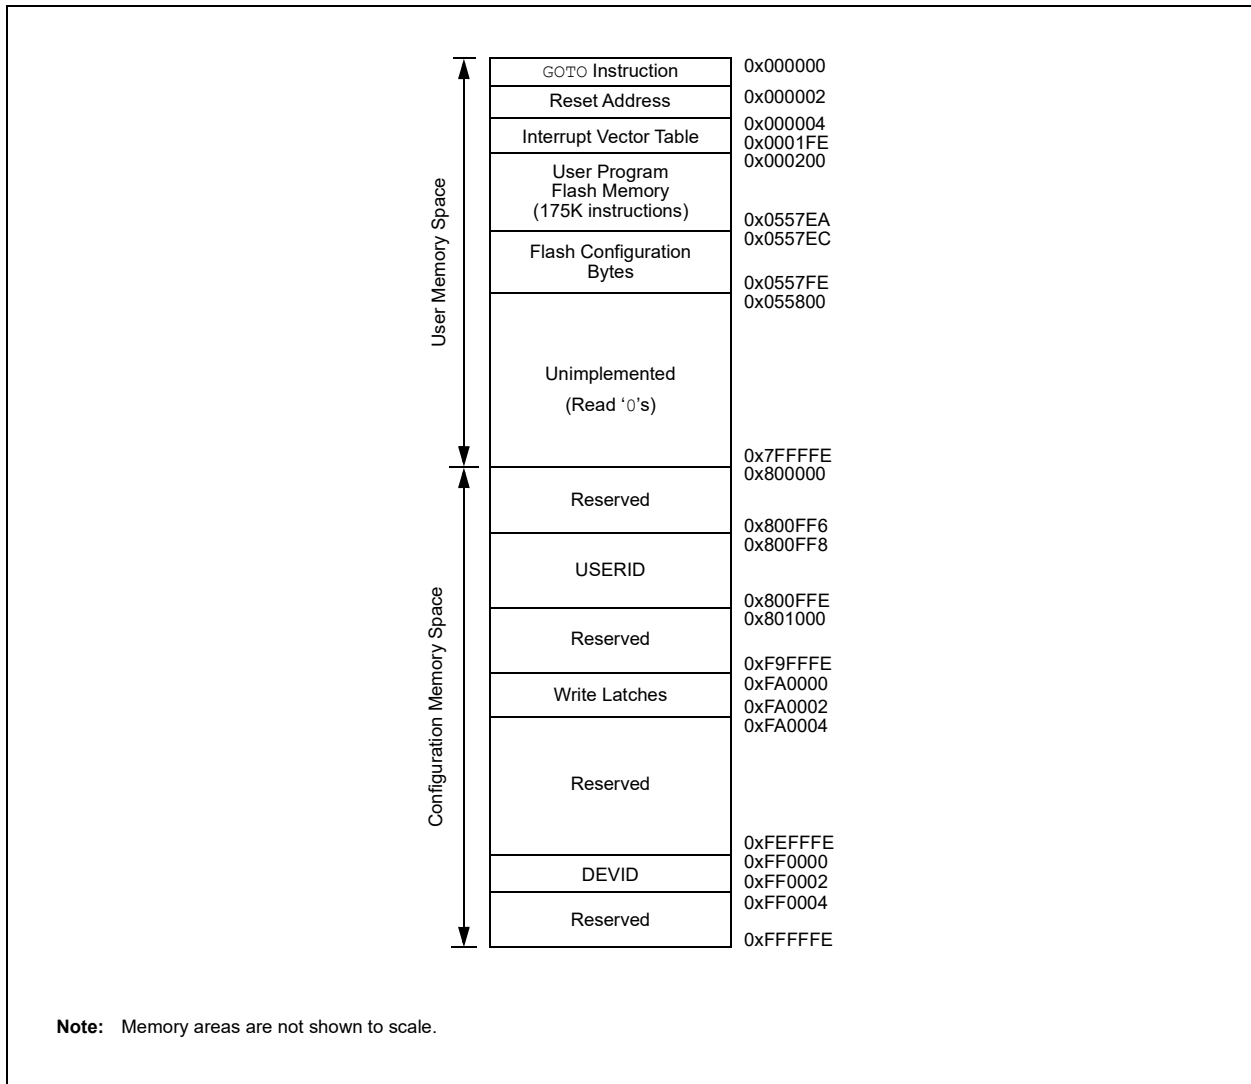 GOTO Instruction 0x000000
Reset Address 0x000002
0x000004
Interrupt Vector Table
0x0001FE
0x000200
User Program
Flash Memory
(175K instructions)
0x0557EA
0x0557EC
Flash Configuration
Bytes
0x0557FE
0x055800
User Memory Space
Unimplemented
(Read ‘0’s)
0x7FFFFE
0x800000
Reserved
0x800FF6
0x800FF8
USERID
0x800FFE
0x801000
Reserved
0xF9FFFE
0xFA0000
Write Latches
0xFA0002
0xFA0004
Configuration Memory Space
Reserved
0xFEFFFE
0xFF0000
DEVID
0xFF0002
0xFF0004
Reserved
0xFFFFFE
Note: Memory areas are not shown to scale.